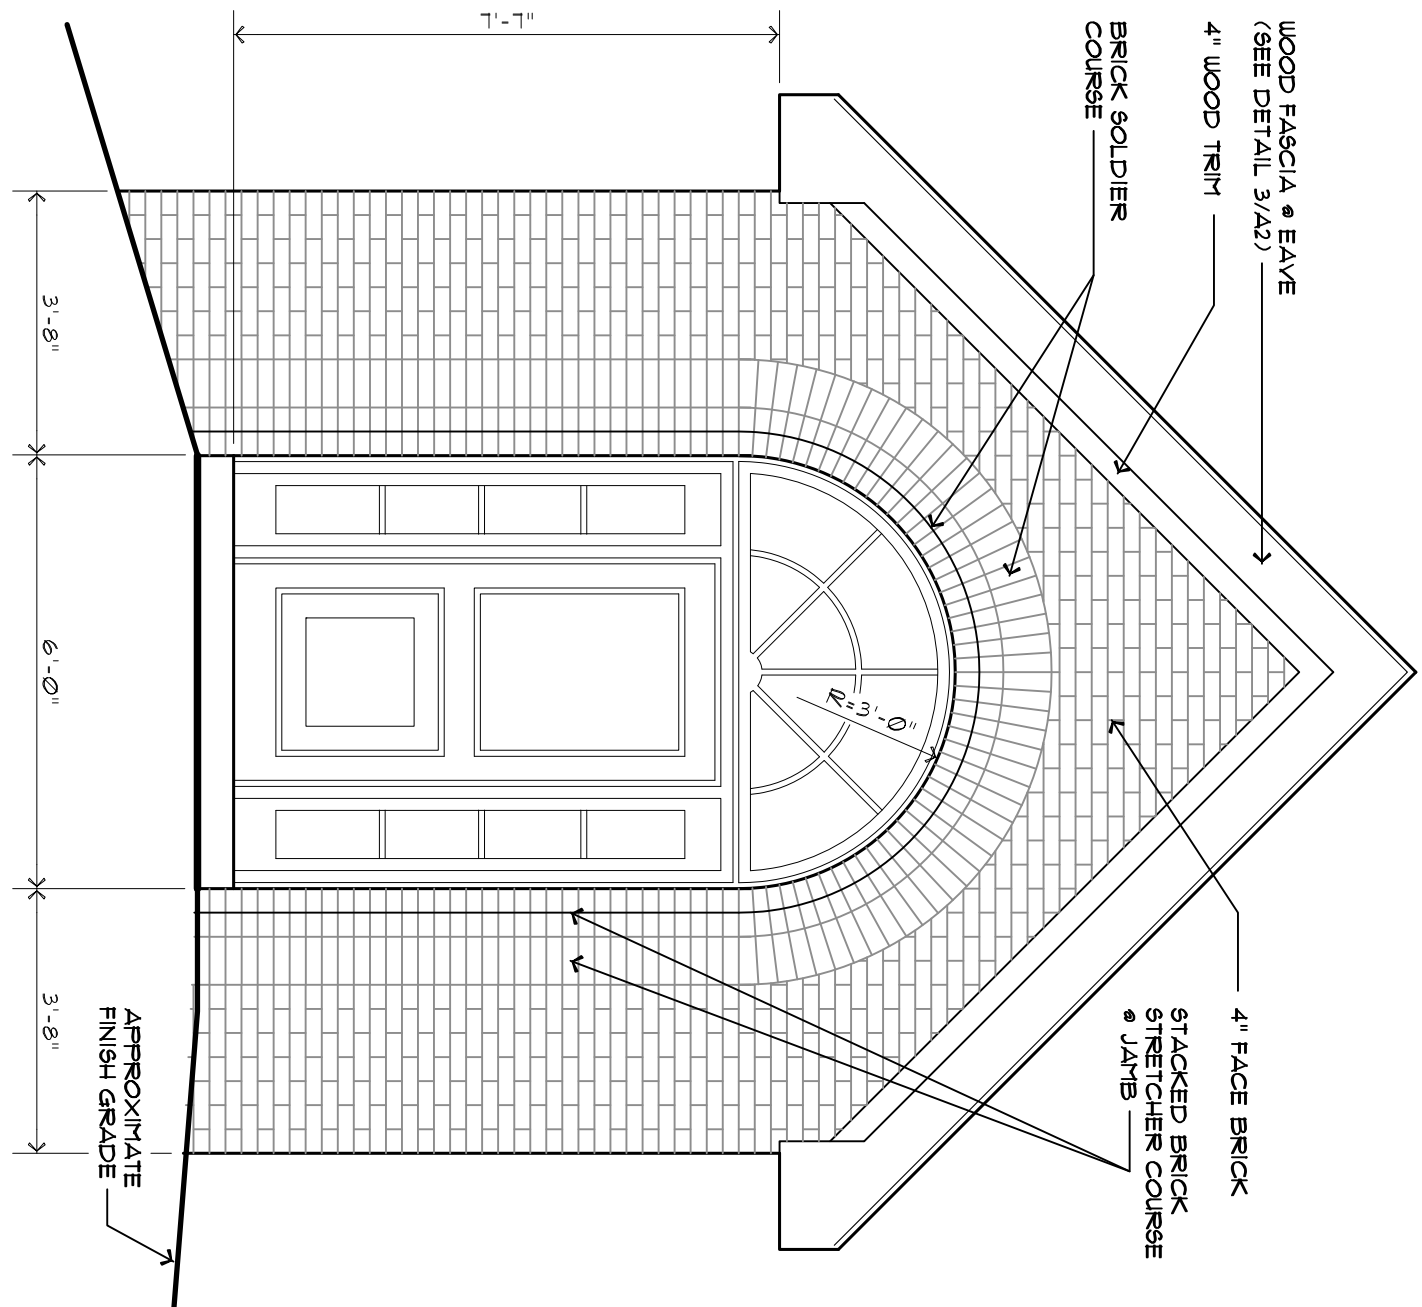 WOOD FASCIA @ EAVE
(SEE DETAIL 3/A2)
4" WOOD TRIM
BRICK SOLDIER
COURSE
7'-7"
4" FACE BRICK
STACKED BRICK
STRETCHER COURSE
@ JAMB
R=3'-0"
APPROXIMATE
FINISH GRADE
3'-8"
6'-0"
3'-8"